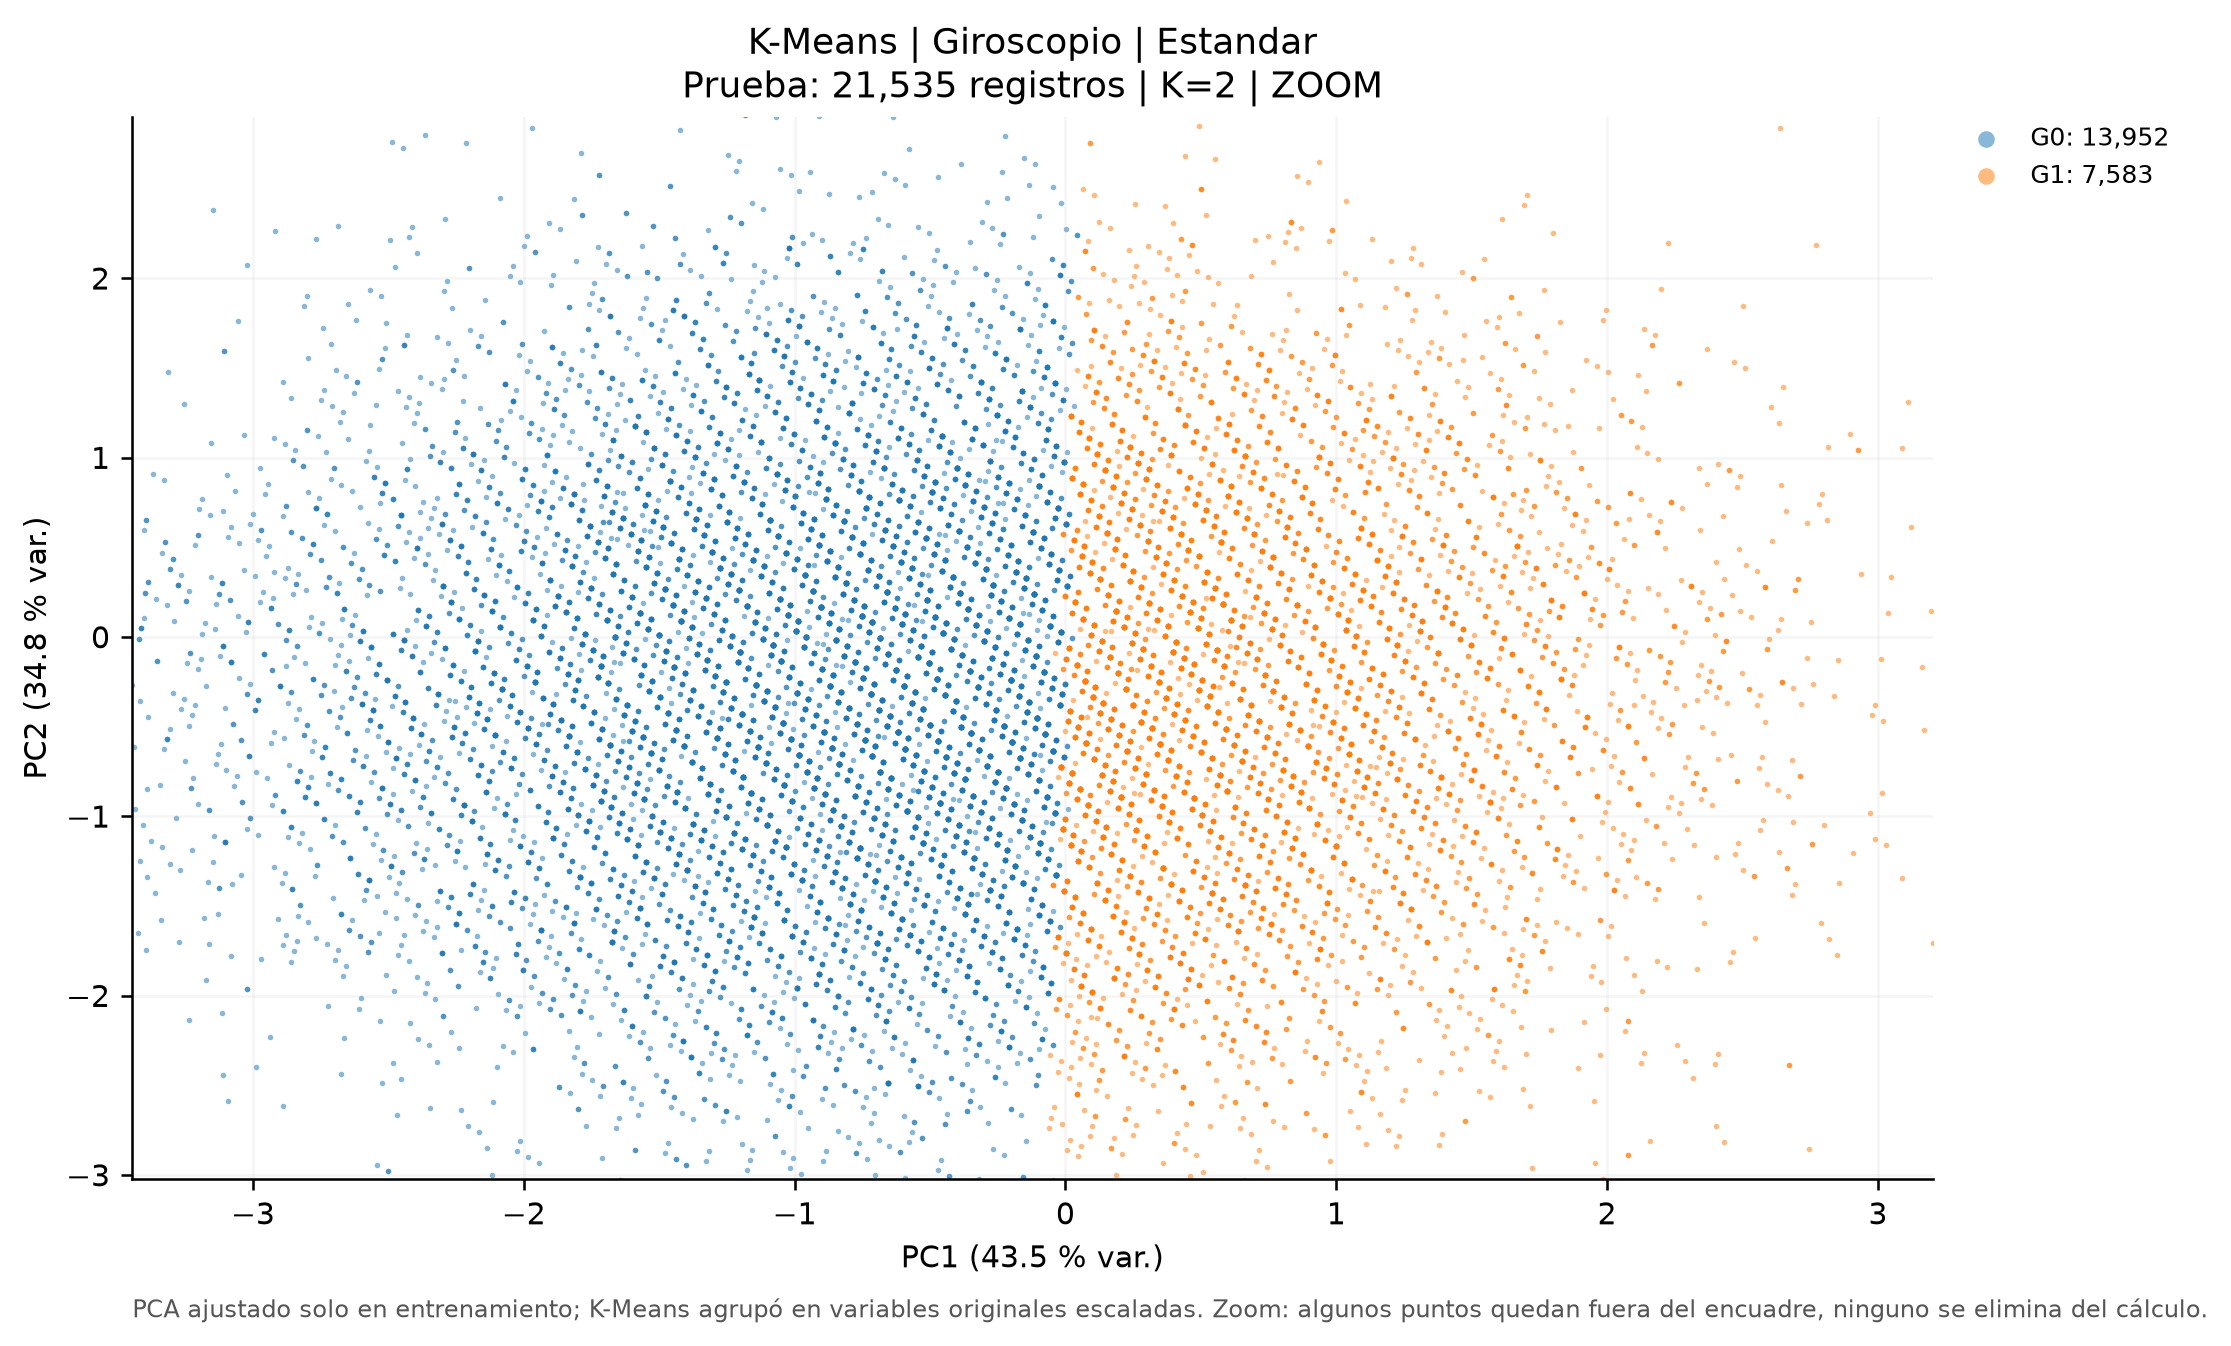 K-Means | Giroscopio | Estandar
Prueba: 21,535 registros | K=2 | ZOOM
G0: 13,952
G1: 7,583
PC2 (34.8 % var.)
2
1
0
−1
−2
−3
−3
−2
−1
0
1
2
3
PC1 (43.5 % var.)
PCA ajustado solo en entrenamiento; K-Means agrupó en variables originales escaladas. Zoom: algunos puntos quedan fuera del encuadre, ninguno se elimina del cálculo.